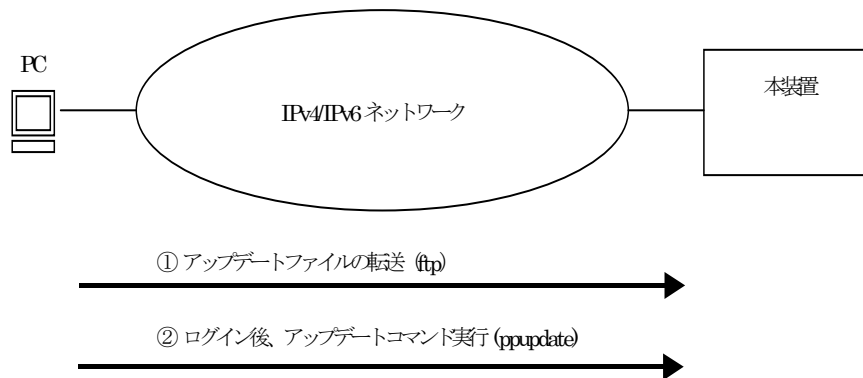 PC
IPv4/IPv6 ネットワーク
本装置
① アップデートファイルの転送 (ftp)
② ログイン後、アップデートコマンド実行 (ppupdate)